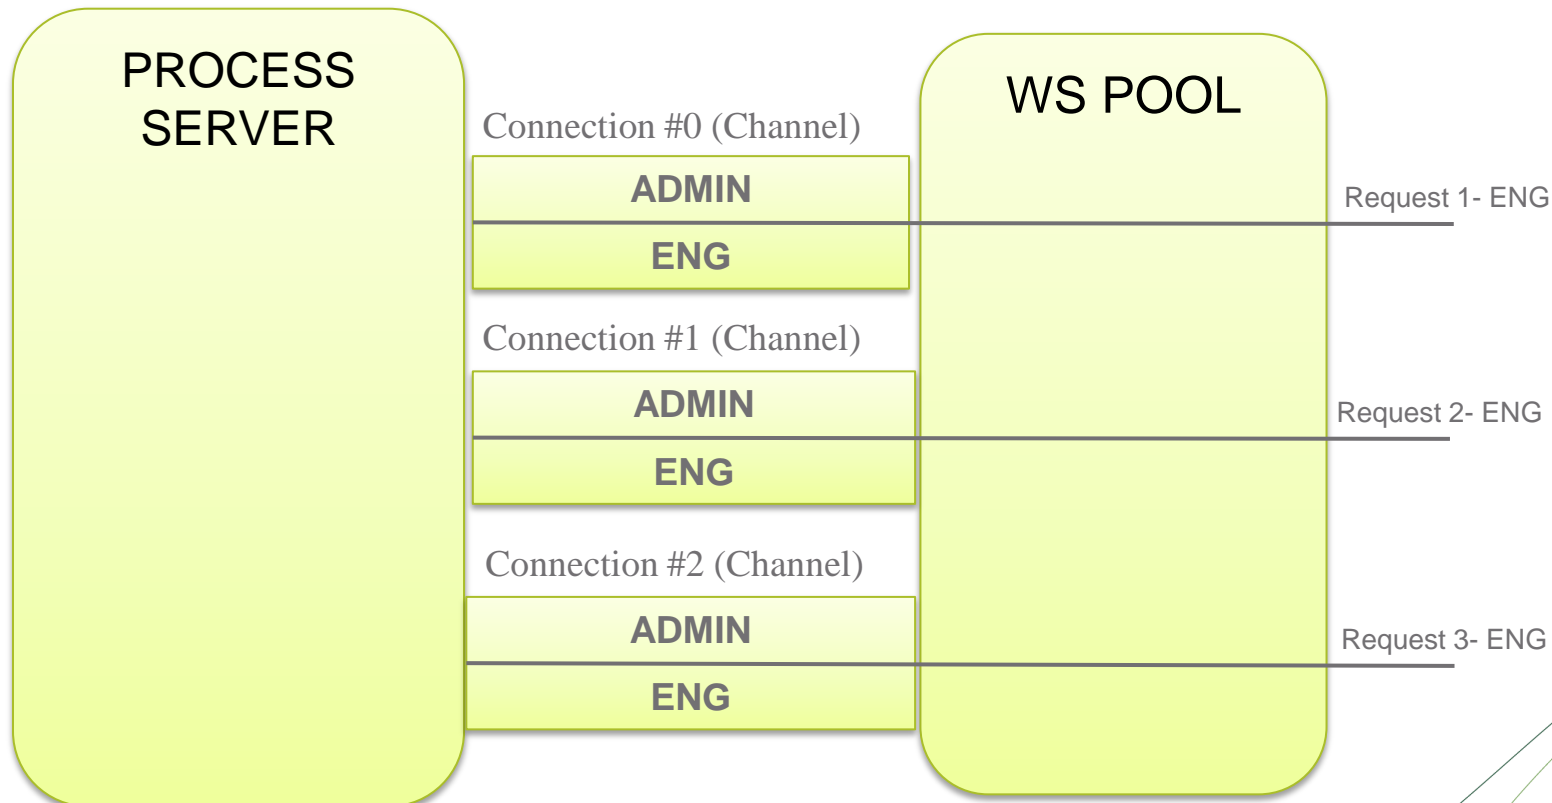 PROCESS
SERVER
WS POOL
Connection #0 (Channel)
ADMIN
ENG
Request 1- ENG
Connection #1 (Channel)
ADMIN
ENG
Request 2- ENG
Connection #2 (Channel)
ADMIN
ENG
Request 3- ENG